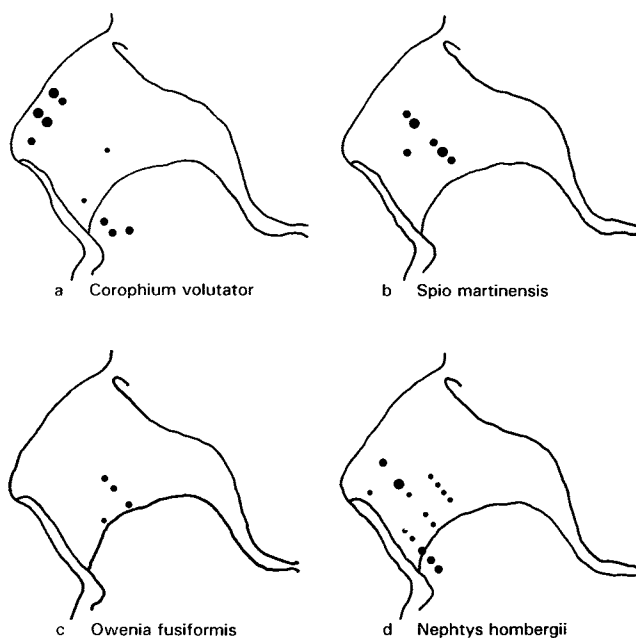 a Corophium volutator
b Spio martinensis
c Owenia fusiformis
d Nephtys hombergii